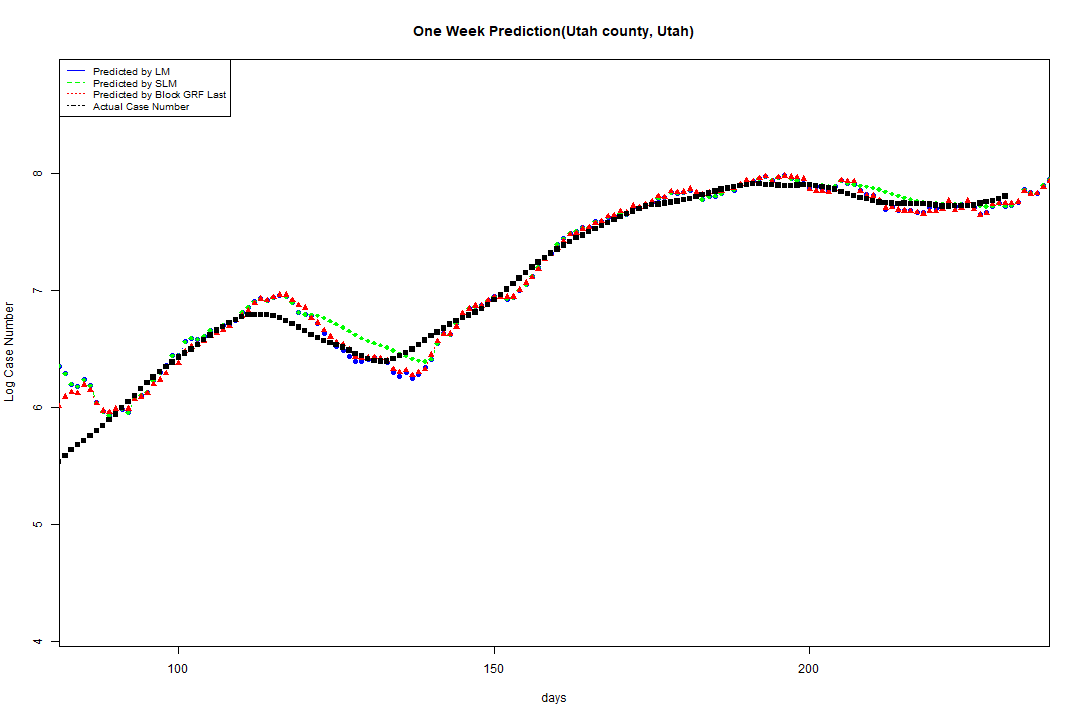 One Week Prediction(Utah county, Utah)
Predicted by LM
Predicted by SLM
Predicted by Block GRF Last
Actual Case Number
8
7
6
5
4
Log Case Number
100 150 200
days